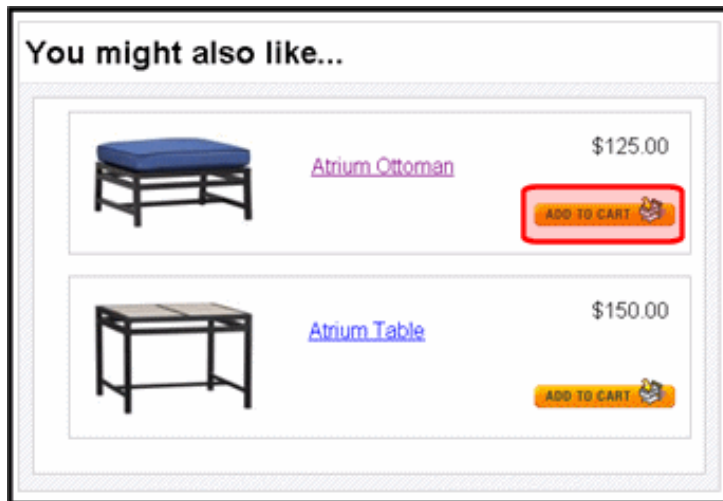 You might also like...
$125.00
Atrium Ottoman
ADD TO CART
$150.00
Atrium Table
ADD TO CART